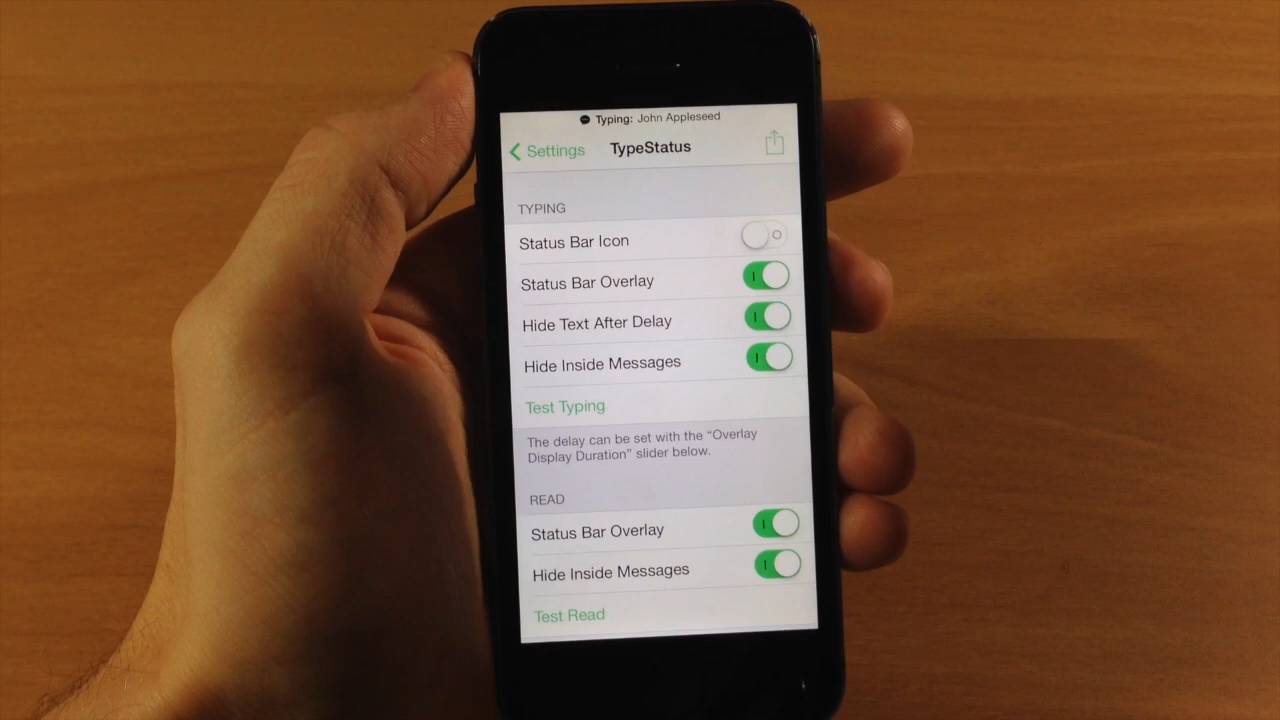 Typing: John Appleseed
Settings
TypeStatus
TYPING
Status Bar Icon
Status Bar Overlay
Hide Text After Delay
Hide Inside Messages
Test Typing
The delay can be set with the “Overlay
Display Duration” slider below.
READ
Status Bar Overlay
Hide Inside Messages
Test Read